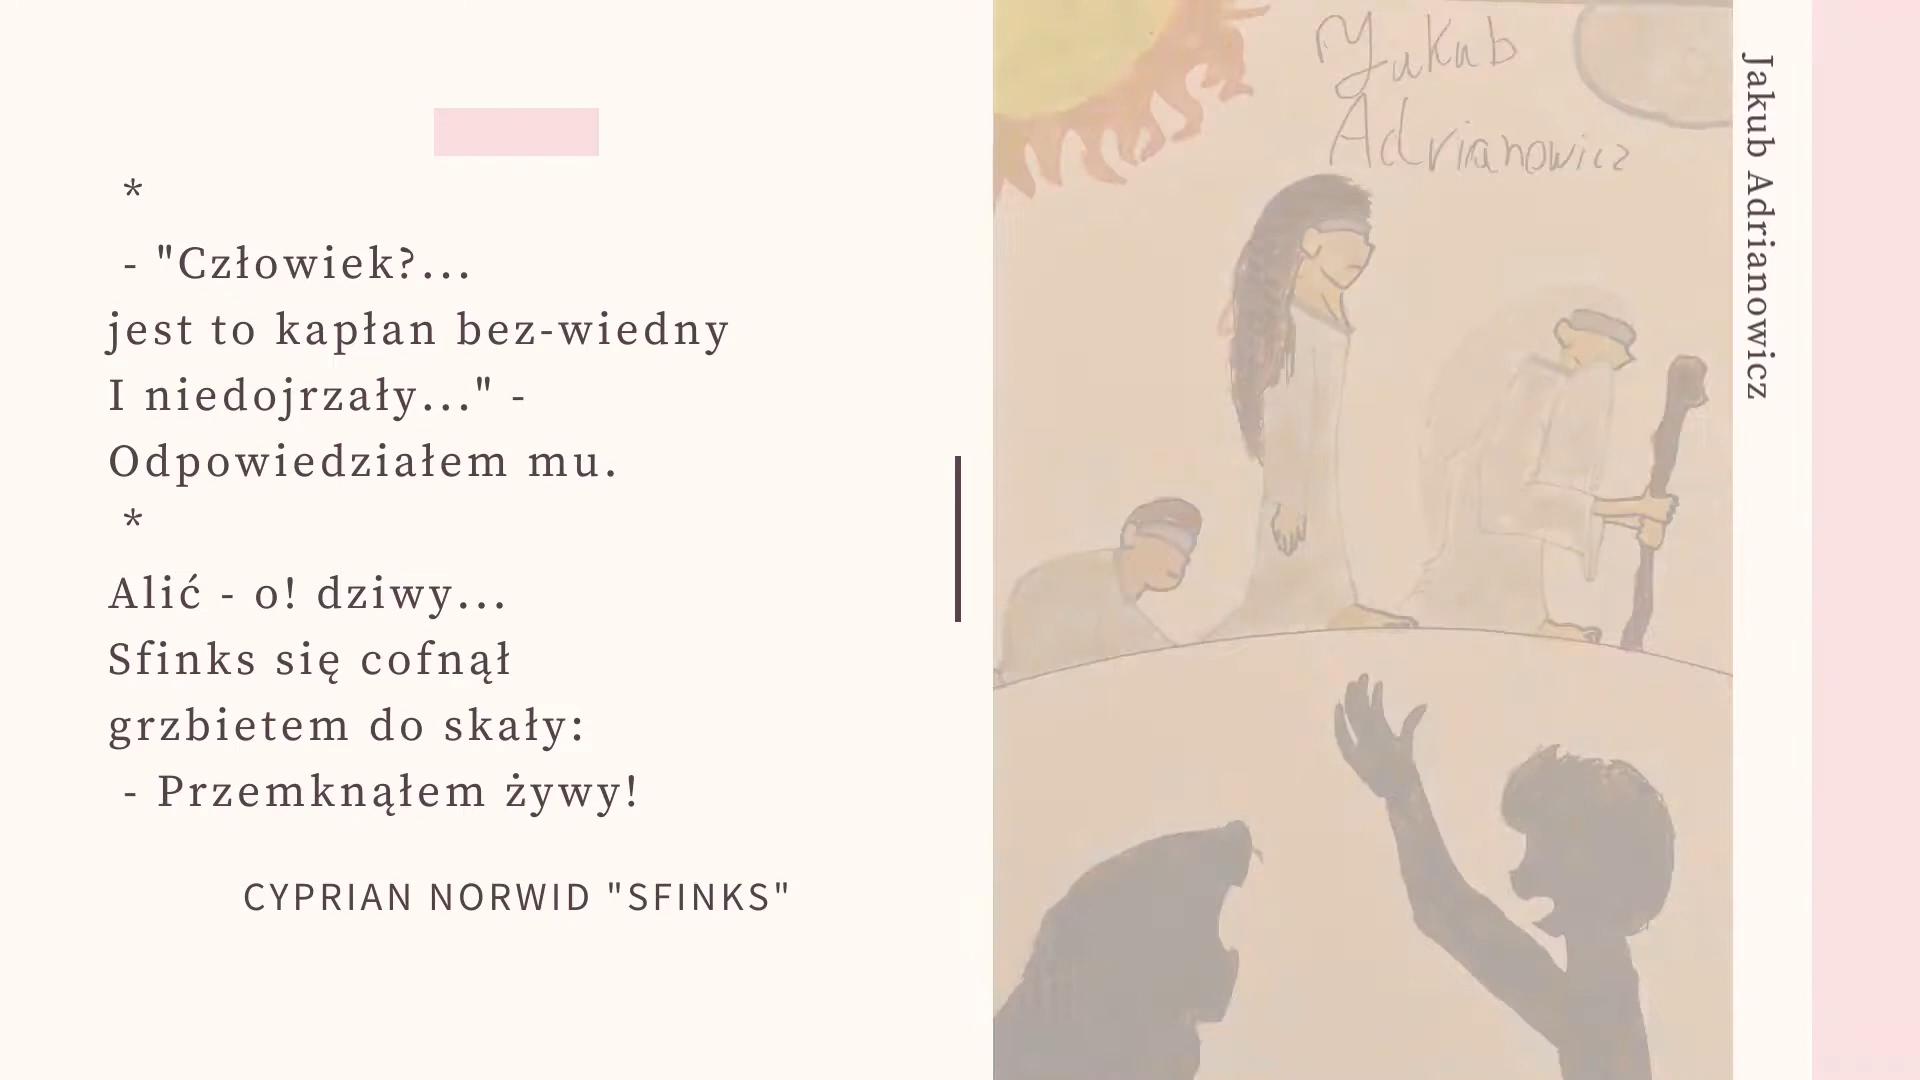 *
- "Człowiek?...
jest to kapłan bez-wiedny
I niedojrzały..." -
Odpowiedziałem mu.
*
Alić - o! dziwy...
Sfinks się cofnął
grzbietem do skały:
- Przemknąłem żywy!
CYPRIAN NORWID "SFINKS"
Jakub
Adrianowicz
Jakub Adrianowicz